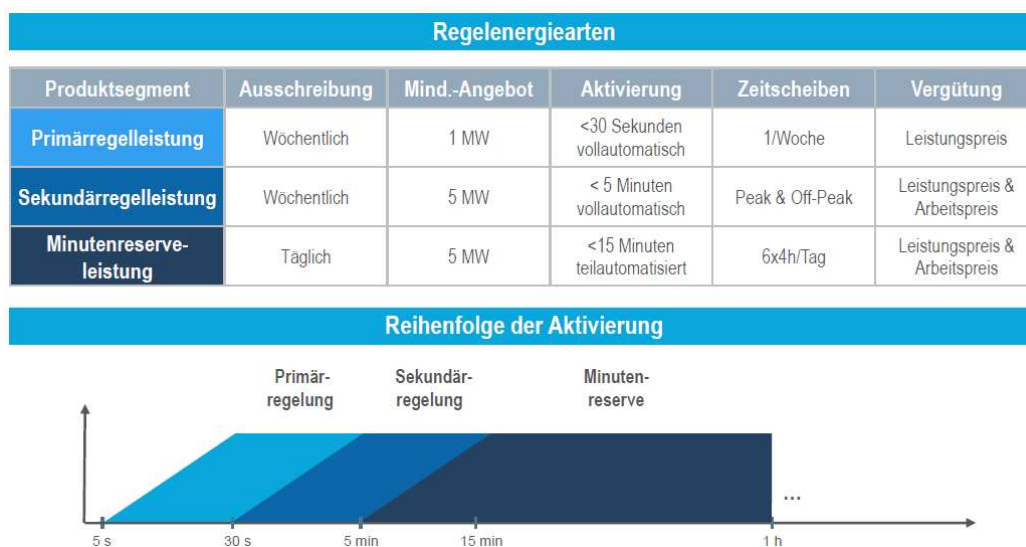 Regelenergiearten
Produktsegment Ausschreibung Mind.-Angebot Aktivierung Zeitscheiben Vergütung
Primärregelleistung Wöchentlich 1 MW <30 Sekunden vollautomatisch 1/Woche Leistungspreis
Sekundärregelleistung Wöchentlich 5 MW < 5 Minuten vollautomatisch Peak & Off-Peak Leistungspreis & Arbeitspreis
Minutenreserve-
leistung Täglich 5 MW <15 Minuten teilautomatisiert 6x4h/Tag Leistungspreis & Arbeitspreis
Reihenfolge der Aktivierung
Primär-
regelung
Sekundär-
regelung
Minuten-
reserve
...
5 s 30 s 5 min 15 min 1 h